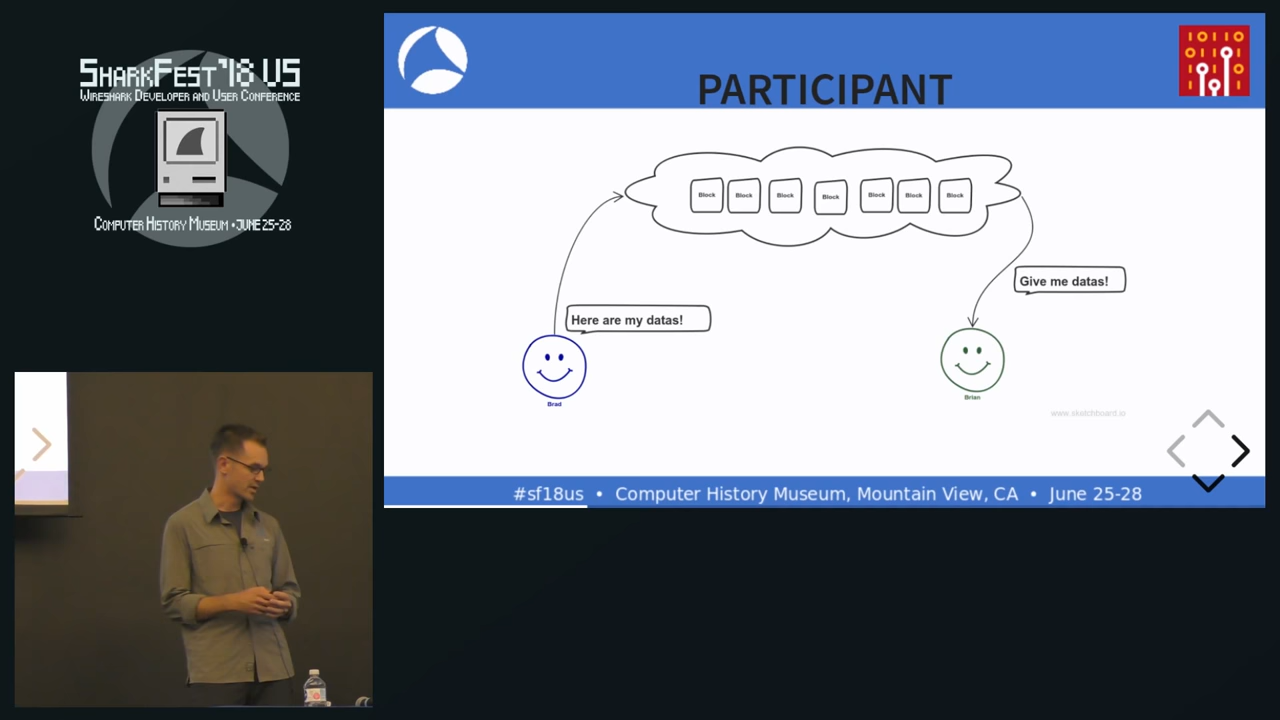 SHARKFEST'18 US
WIRESHARK DEVELOPER AND USER CONFERENCE
COMPUTER HISTORY MUSEUM • JUNE 25-28
PARTICIPANT
Block Block Block Block Block Block Block
Give me datas!
Here are my datas!
Brad
Brian
www.sketchboard.io
#sf18us • Computer History Museum, Mountain View, CA • June 25-28